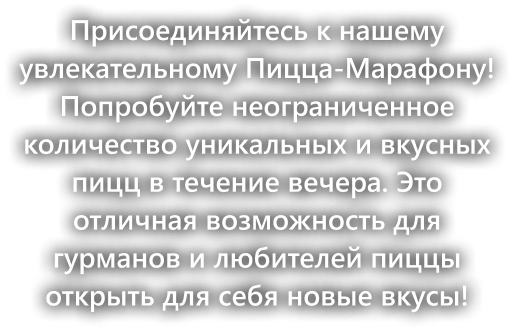 Присоединяйтесь к нашему
увлекательному Пицца-Марафону!
Попробуйте неограниченное
количество уникальных и вкусных
пицц в течение вечера. Это
отличная возможность для
гурманов и любителей пиццы
открыть для себя новые вкусы!